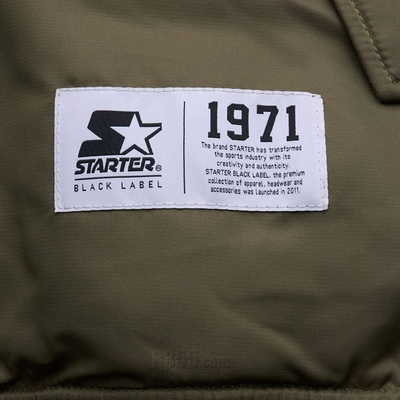 STARTER®
BLACK LABEL
1971
The brand STARTER has transformed
the sports industry with its
creativity and authenticity.
STARTER BLACK LABEL, the premium
collection of apparel, headwear and
accessories was launched in 2011.